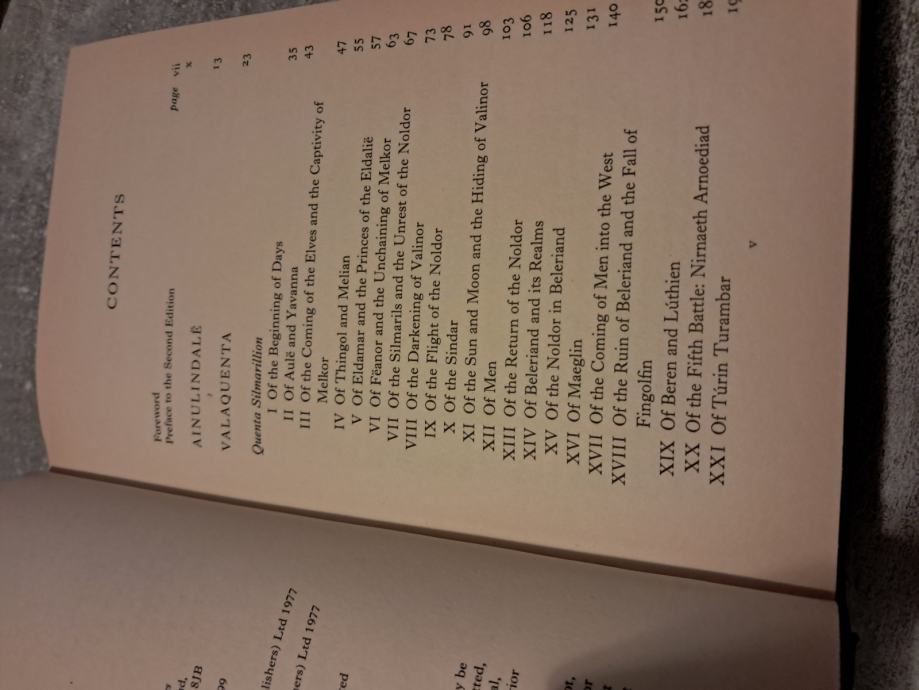 lishers) Ltd 1977
ers) Ltd 1977
8JB
CONTENTS
page
Foreword vii
Preface to the Second Edition x
AINULINDALË 13
VALAQUENTA 23
Quenta Silmarillion
I Of the Beginning of Days 35
II Of Aulë and Yavanna 43
III Of the Coming of the Elves and the Captivity of
Melkor 47
IV Of Thingol and Melian 55
V Of Eldamar and the Princes of the Eldalië 57
VI Of Fëanor and the Unchaining of Melkor 63
VII Of the Silmarils and the Unrest of the Noldor 67
VIII Of the Darkening of Valinor 73
IX Of the Flight of the Noldor 78
X Of the Sindar 91
XI Of the Sun and Moon and the Hiding of Valinor 98
XII Of Men 103
XIII Of the Return of the Noldor 106
XIV Of Beleriand and its Realms 118
XV Of the Noldor in Beleriand 125
XVI Of Maeglin 131
XVII Of the Coming of Men into the West 140
XVIII Of the Ruin of Beleriand and the Fall of
Fingolfin 150
XIX Of Beren and Lúthien
XX Of the Fifth Battle: Nirnaeth Arnoediad
XXI Of Túrin Turambar
v